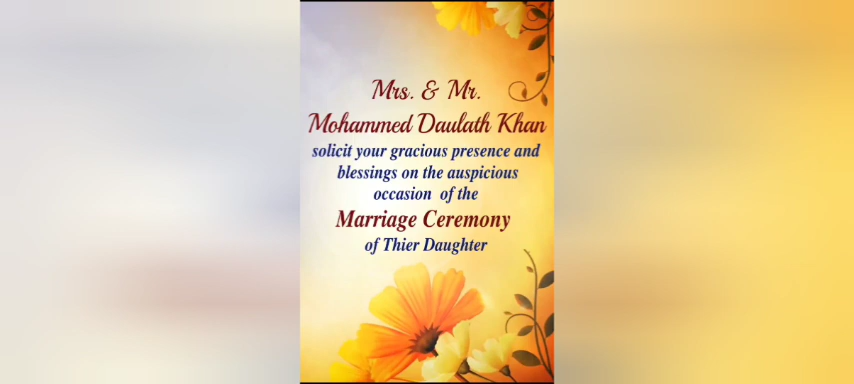 Mrs. & Mr.
Mohammed Daulath Khan
solicit your gracious presence and
blessings on the auspicious
occasion of the
Marriage Ceremony
of Thier Daughter